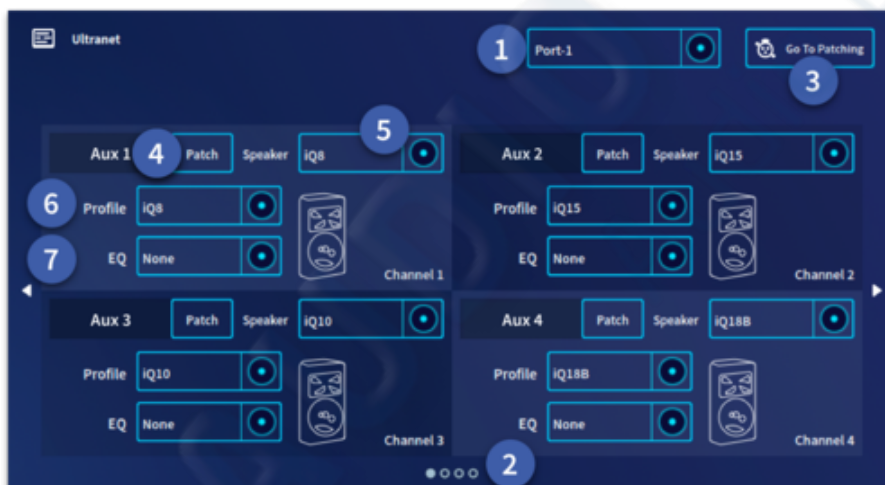 Ultranet
1
Port-1
Go To Patching
3
Aux 1
4
Patch
Speaker
5
iQ8
6
Profile
iQ8
7
EQ
None
Channel 1
Aux 2
Patch
Speaker
iQ15
Profile
iQ15
EQ
None
Channel 2
Aux 3
Patch
Speaker
iQ10
Profile
iQ10
EQ
None
Channel 3
Aux 4
Patch
Speaker
iQ18B
Profile
iQ18B
EQ
None
Channel 4
2